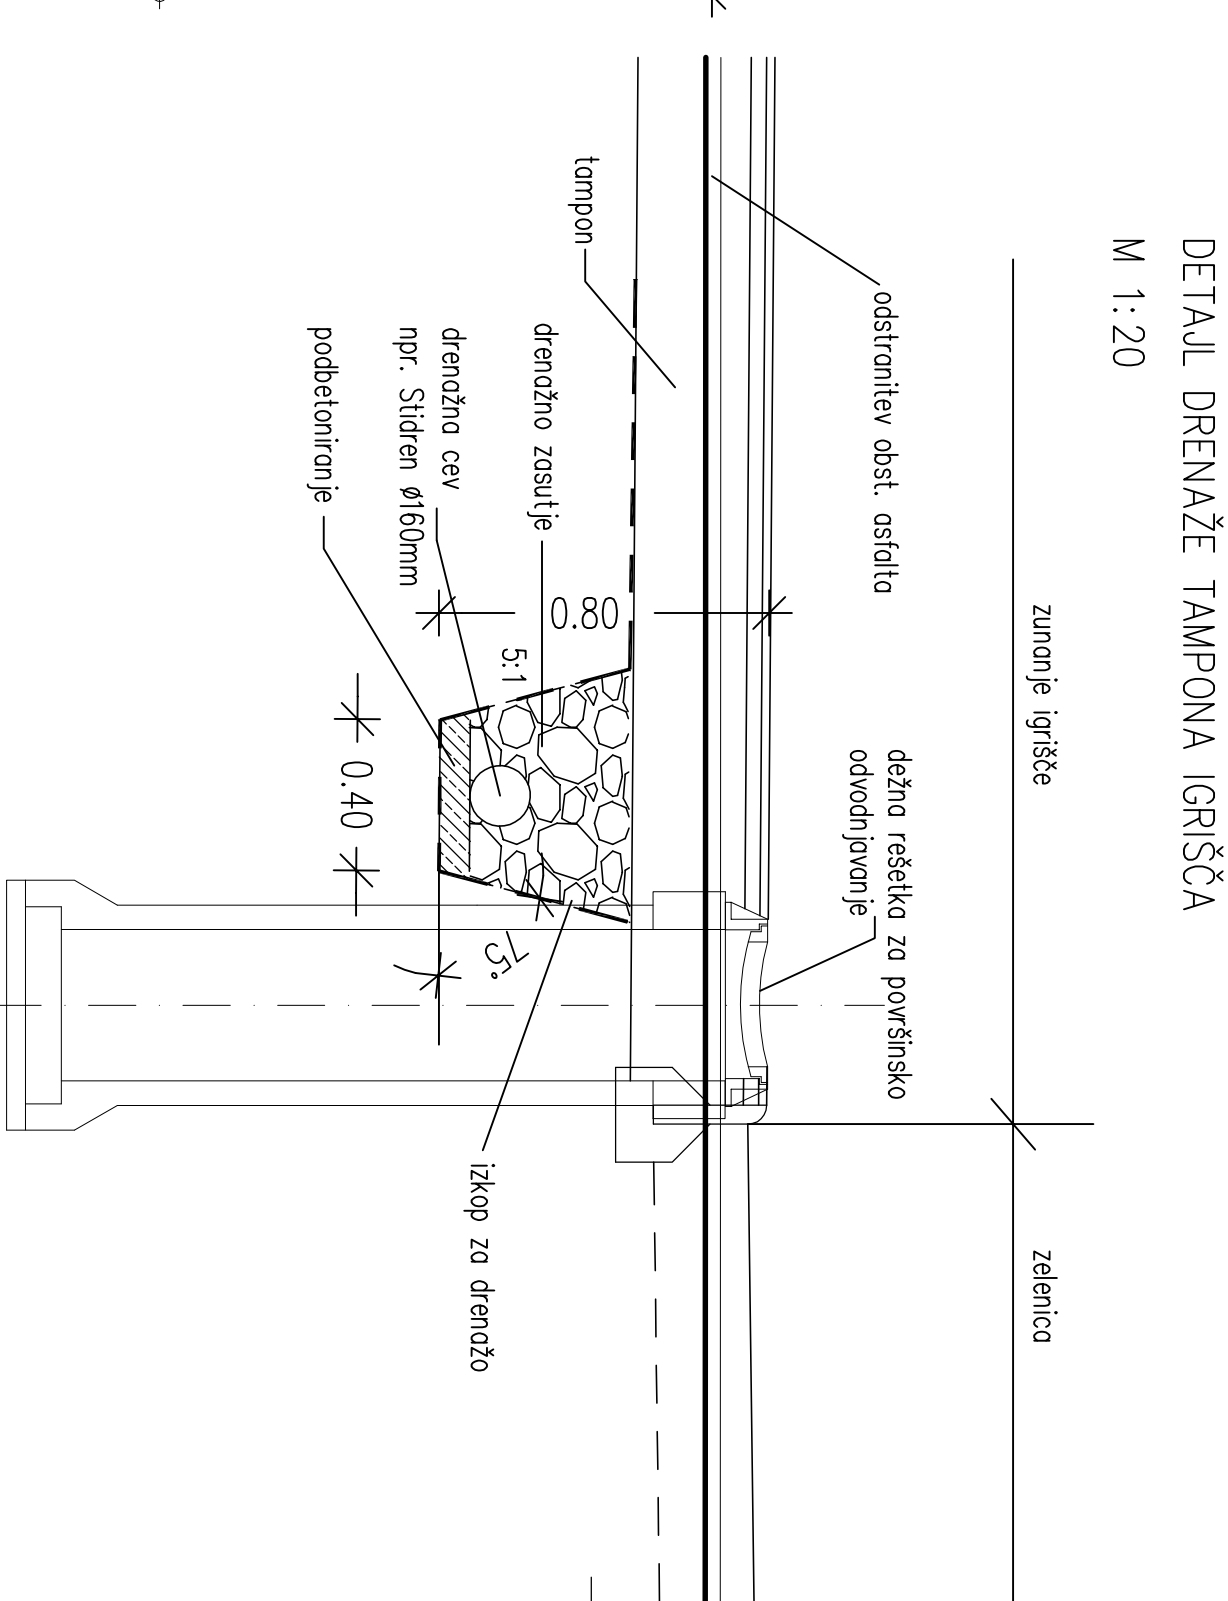 DETAJL DRENAŽE TAMPONA IGRIŠČA
M 1:20
zunanje igrišče
zelenica
odstranitev obst. asfalta
dežna rešetka za površinsko
odvodnjavanje
tampon
drenažno zasutje
drenažna cev
npr. Stidren ø160mm
podbetoniranje
0.80
5:1
0.40
75°
izkop za drenažo